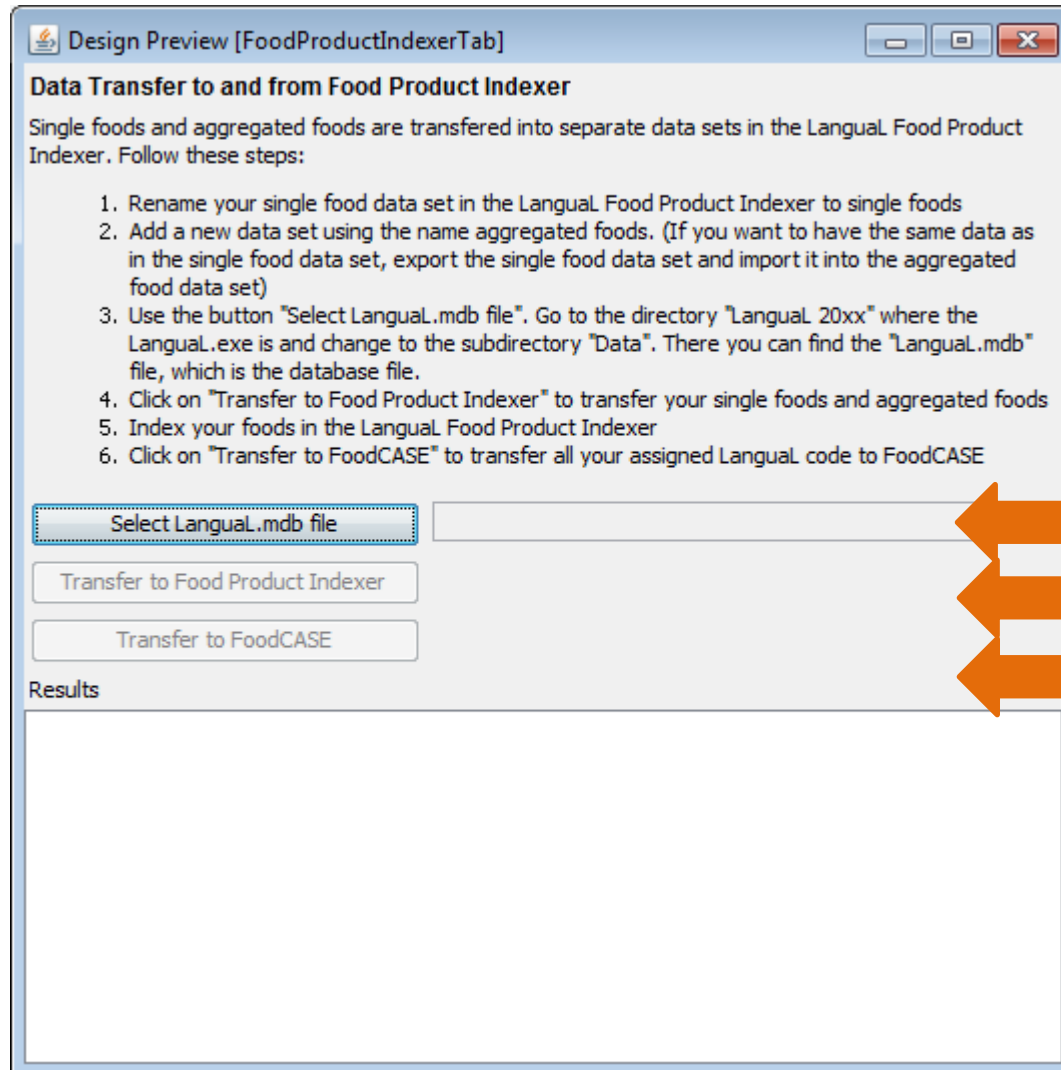 Design Preview [FoodProductIndexerTab]
Data Transfer to and from Food Product Indexer
Single foods and aggregated foods are transfered into separate data sets in the LanguaL Food Product
Indexer. Follow these steps:
1. Rename your single food data set in the LanguaL Food Product Indexer to single foods
2. Add a new data set using the name aggregated foods. (If you want to have the same data as
in the single food data set, export the single food data set and import it into the aggregated
food data set)
3. Use the button "Select LanguaL.mdb file". Go to the directory "LanguaL 20xx" where the
LanguaL.exe is and change to the subdirectory "Data". There you can find the "LanguaL.mdb"
file, which is the database file.
4. Click on "Transfer to Food Product Indexer" to transfer your single foods and aggregated foods
5. Index your foods in the LanguaL Food Product Indexer
6. Click on "Transfer to FoodCASE" to transfer all your assigned LanguaL code to FoodCASE
Select LanguaL.mdb file
Transfer to Food Product Indexer
Transfer to FoodCASE
Results